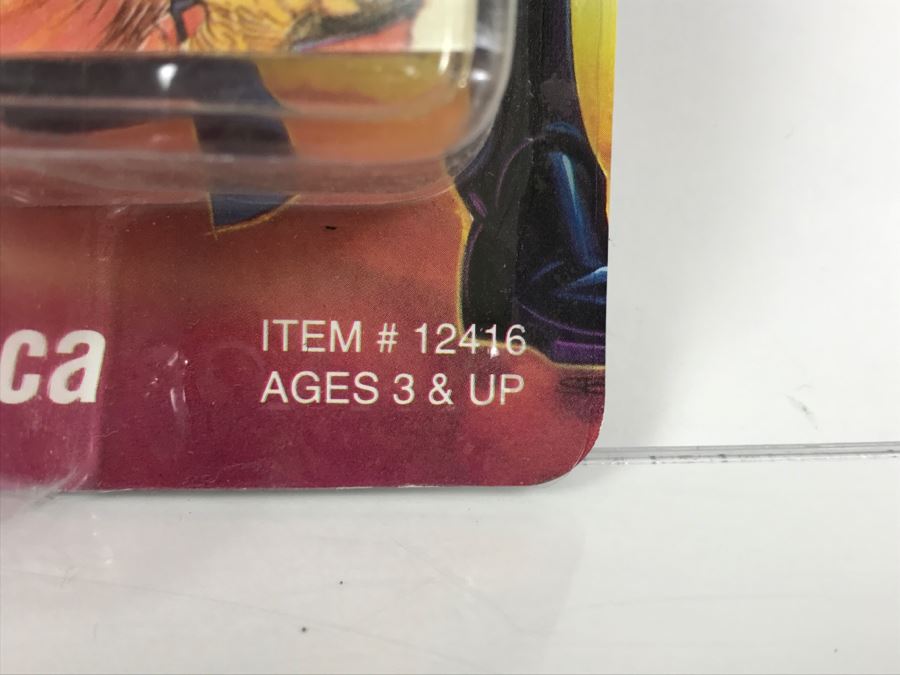 ITEM # 12416
ca
AGES 3 & UP